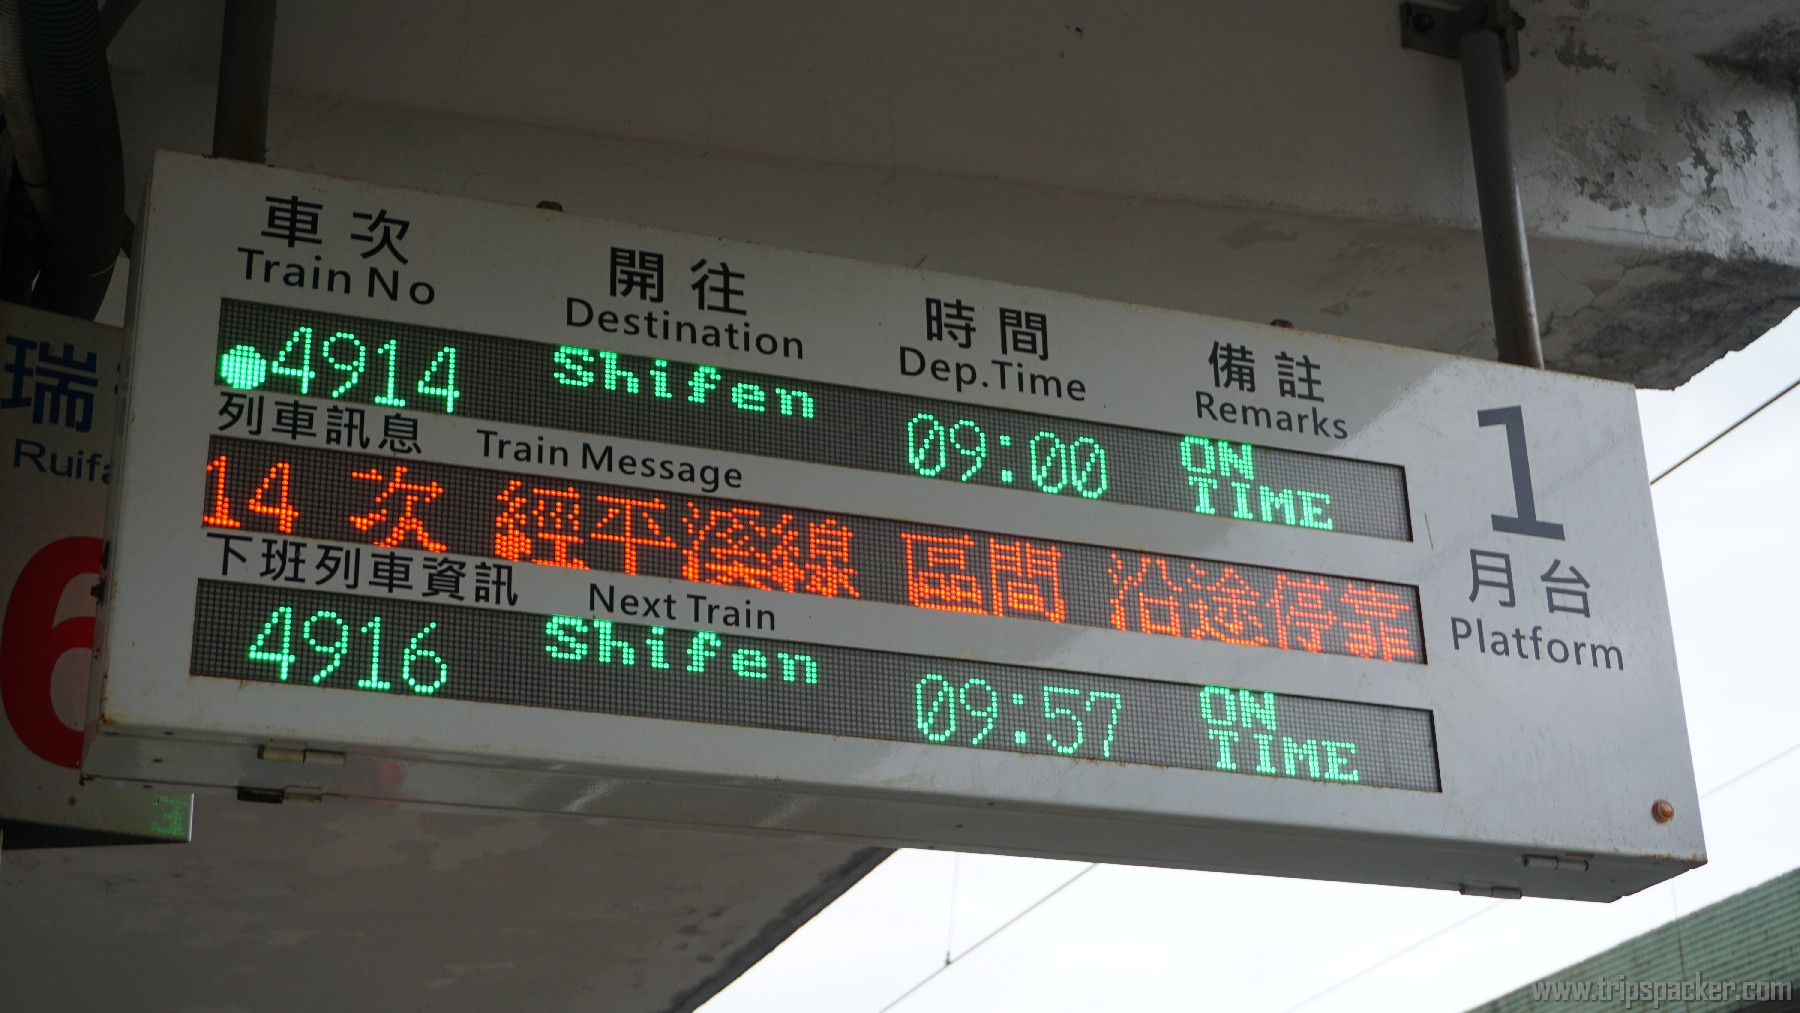 車次 開往 時間 備註
Train No Destination Dep.Time Remarks
4914 Shifen 09:00 ON TIME
列車訊息 Train Message
14 次 經平溪線 區間 沿途停靠
下班列車資訊 Next Train
4916 Shifen 09:57 ON TIME
1
月台
Platform
瑞
Ruifa
6
www.tripspacker.com